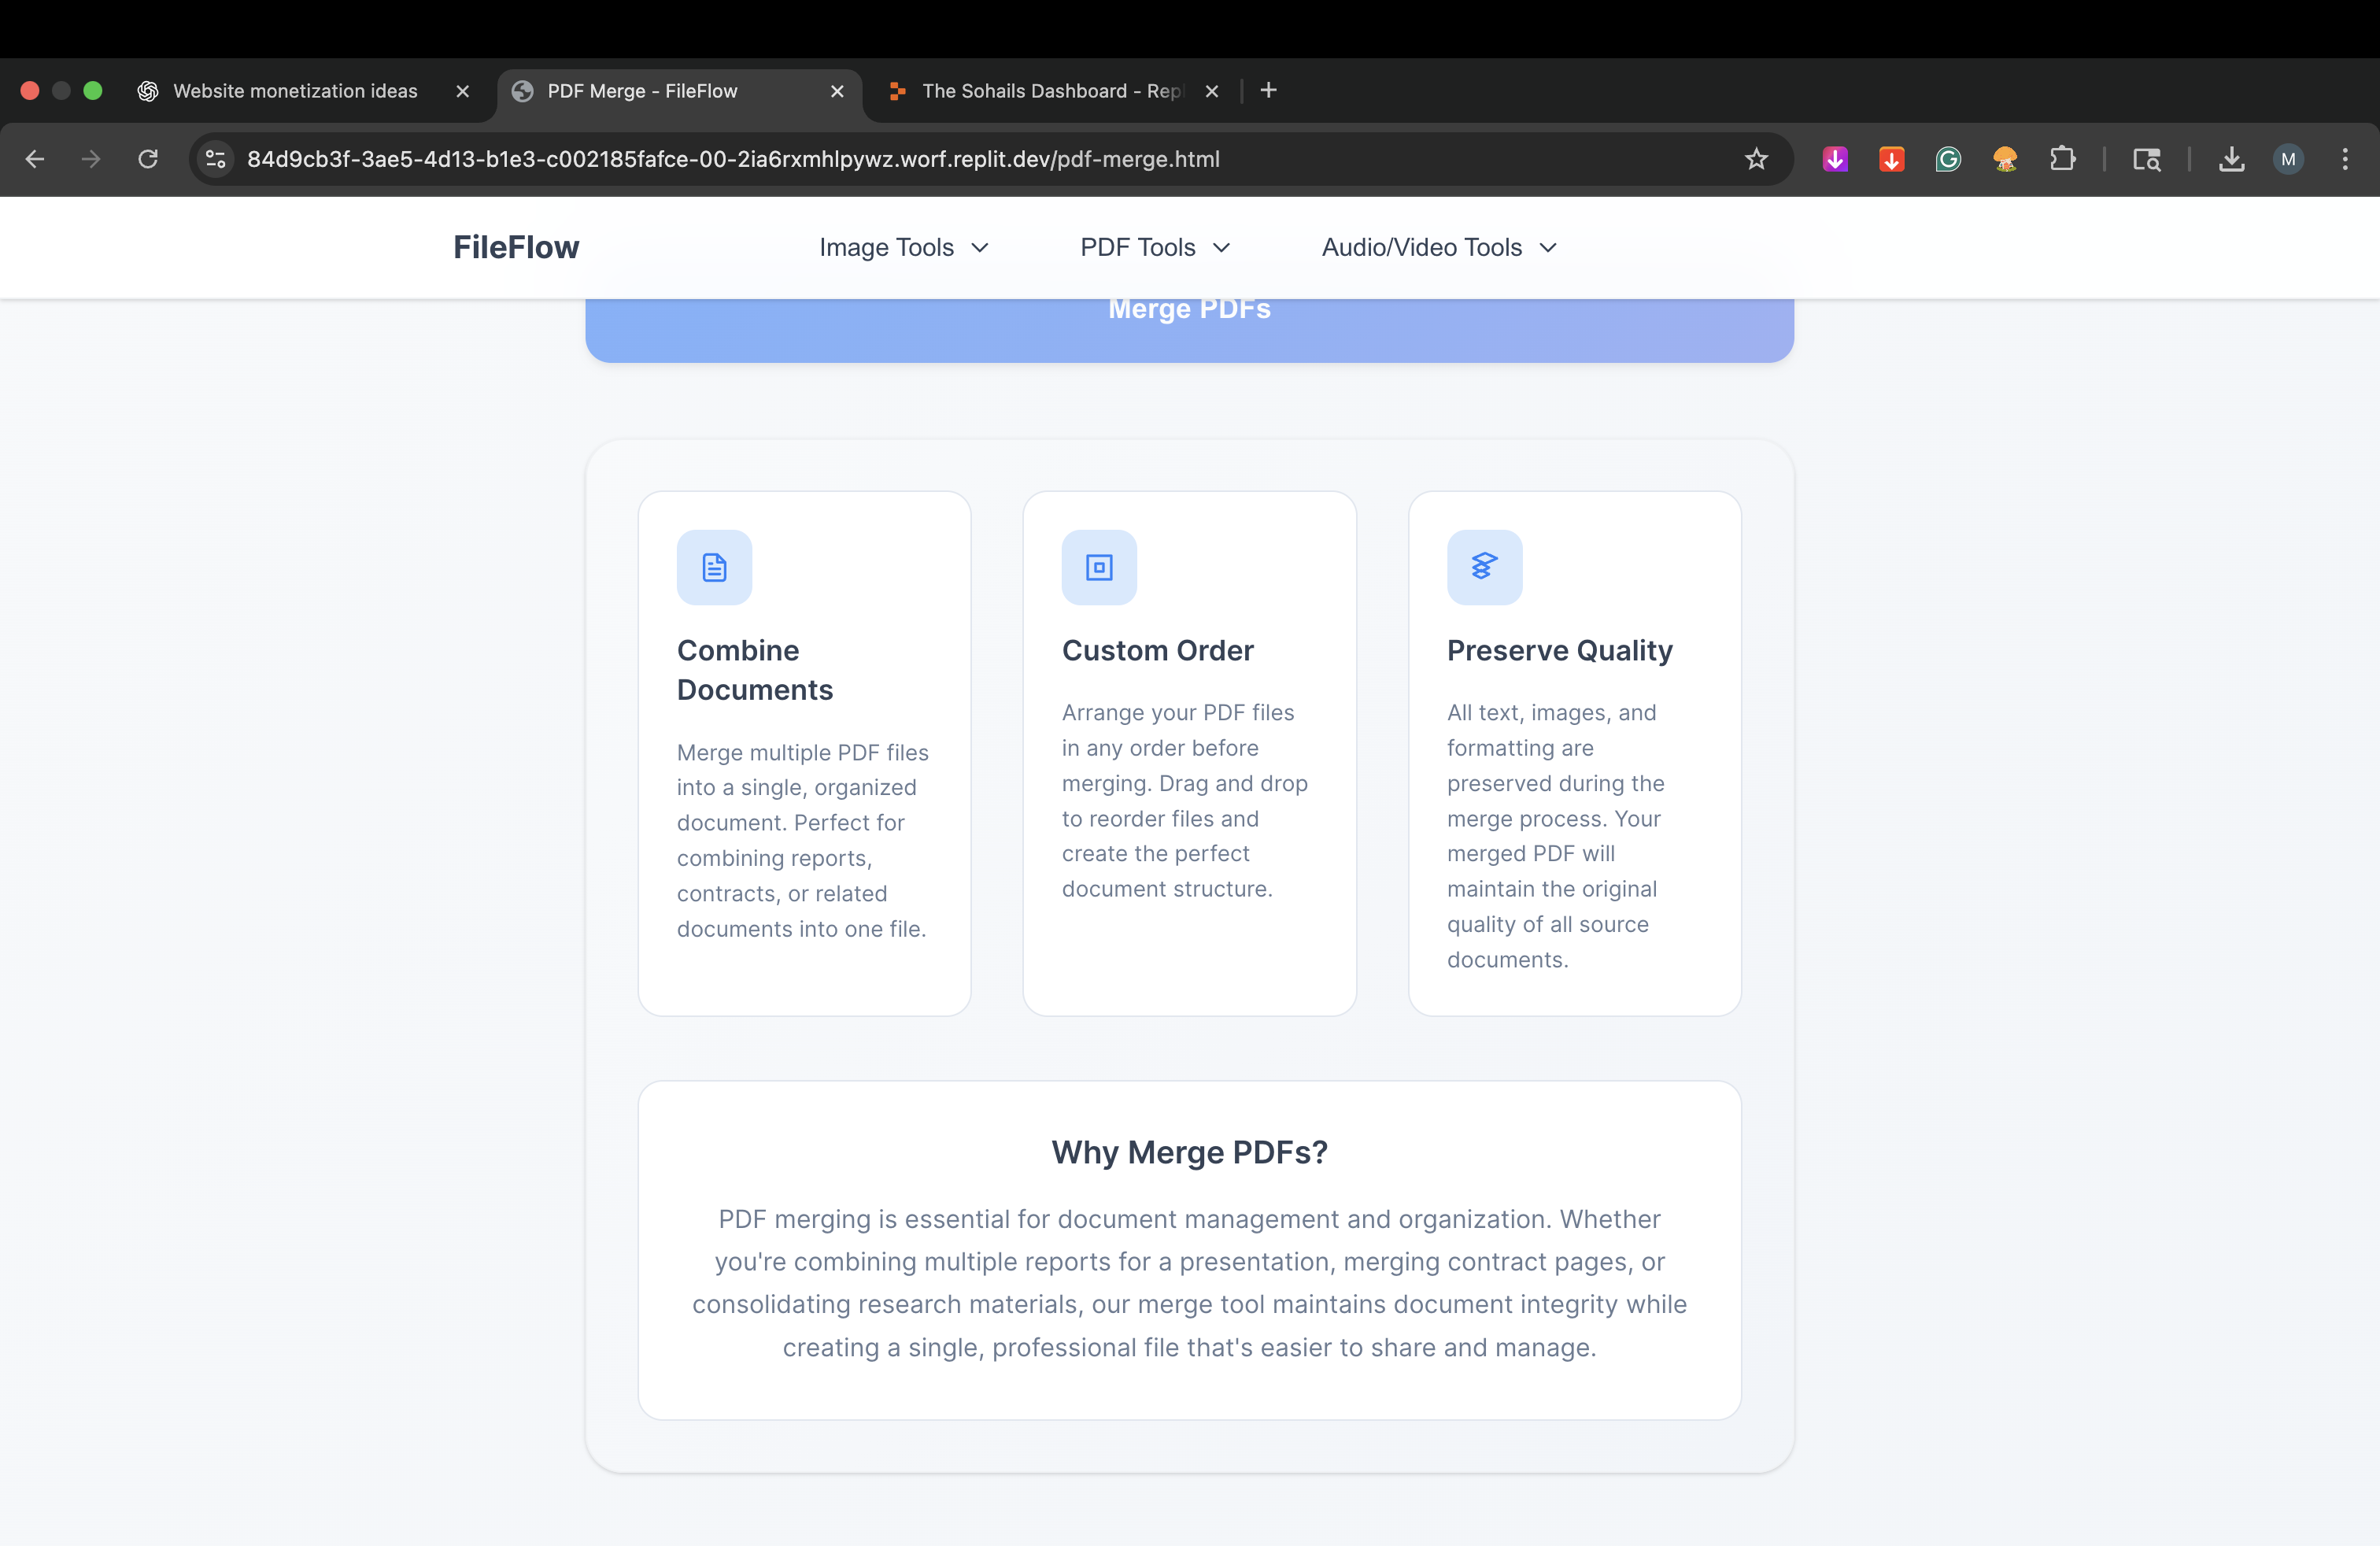 Website monetization ideas
PDF Merge - FileFlow
The Sohails Dashboard - Repl
84d9cb3f-3ae5-4d13-b1e3-c002185fafce-00-2ia6rxmhlpywz.worf.replit.dev/pdf-merge.html
M
FileFlow
Image Tools
PDF Tools
Audio/Video Tools
Merge PDFs
Combine
Documents
Merge multiple PDF files
into a single, organized
document. Perfect for
combining reports,
contracts, or related
documents into one file.
Custom Order
Arrange your PDF files
in any order before
merging. Drag and drop
to reorder files and
create the perfect
document structure.
Preserve Quality
All text, images, and
formatting are
preserved during the
merge process. Your
merged PDF will
maintain the original
quality of all source
documents.
Why Merge PDFs?
PDF merging is essential for document management and organization. Whether
you're combining multiple reports for a presentation, merging contract pages, or
consolidating research materials, our merge tool maintains document integrity while
creating a single, professional file that's easier to share and manage.